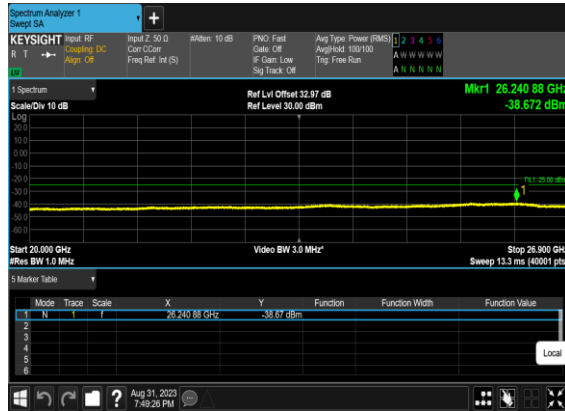 Spectrum Analyzer 1
Swept SA
+
KEYSIGHT Input: RF Input Z: 50 Ω #Atten: 10 dB PNO: Fast Avg Type: Power (RMS) 1 2 3 4 5 6
R T Coupling: DC Corr CCorr Gate: Off Avg|Hold: 100/100 A W W W W W
Align: Off Freq Ref: Int (S) IF Gain: Low Trig: Free Run
Sig Track: Off A N N N N N
1 Spectrum Ref Lvl Offset 32.97 dB Mkr1 26.240 88 GHz
Scale/Div 10 dB Ref Level 30.00 dBm -38.672 dBm
Log
20.0
10.0
0.00
-10.0
-20.0 DL1 -25.00 dBm
-30.0 1
-40.0
-50.0
-60.0
Start 20.000 GHz Video BW 3.0 MHz* Stop 26.900 GHz
#Res BW 1.0 MHz Sweep 13.3 ms (40001 pts
5 Marker Table
Mode Trace Scale X Y Function Function Width Function Value
1 N 1 f 26.240 88 GHz -38.67 dBm
2
3
4
5
6
Local
? Aug 31, 2023
7:49:26 PM